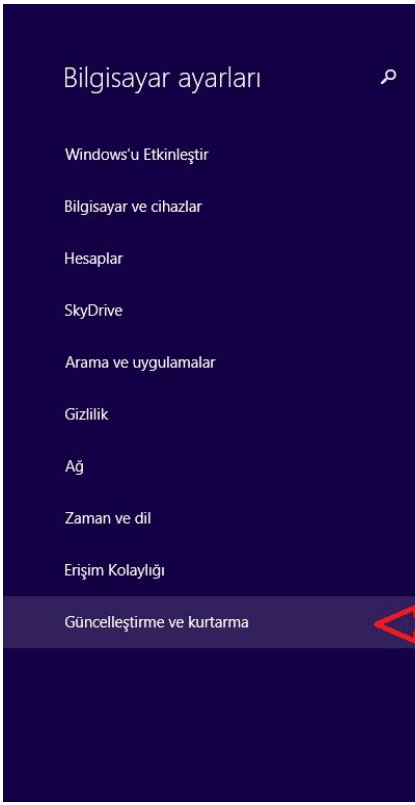 Bilgisayar ayarları
Windows'u Etkinleştir
Bilgisayar ve cihazlar
Hesaplar
SkyDrive
Arama ve uygulamalar
Gizlilik
Ağ
Zaman ve dil
Erişim Kolaylığı
Güncelleştirme ve kurtarma